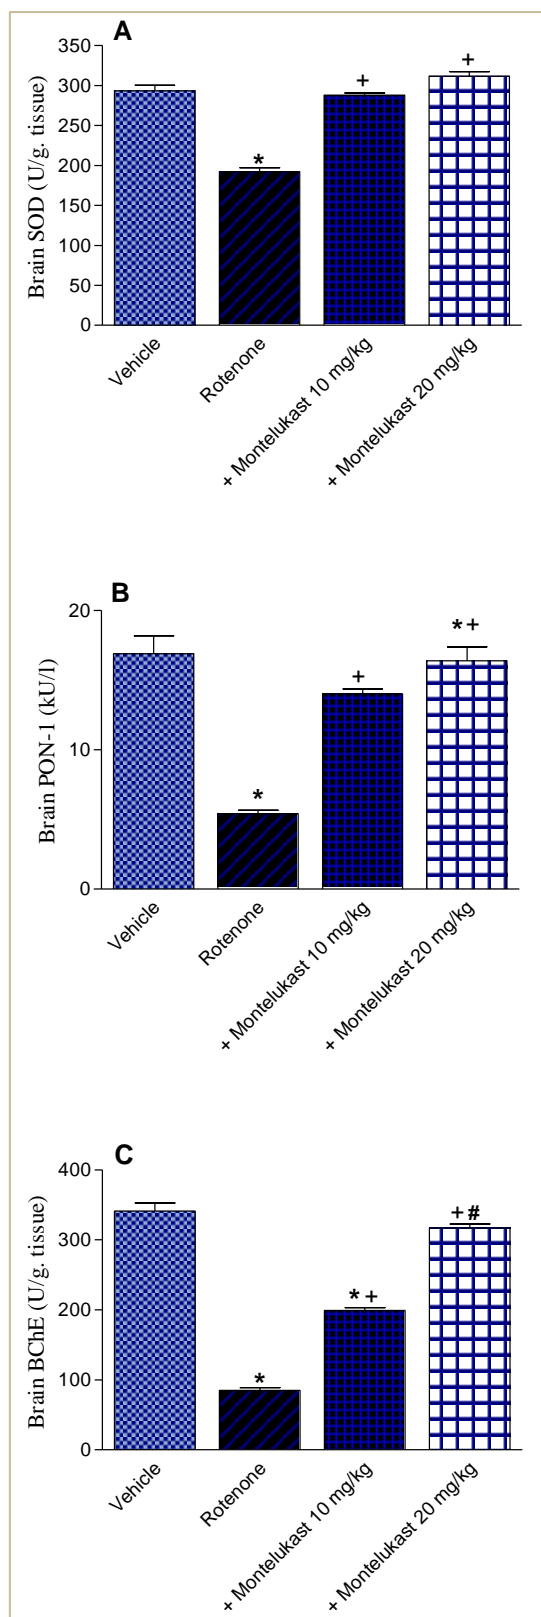 A
Brain SOD (U/g. tissue)
350
300
250
200
150
100
50
0
*
+
+
Vehicle
Rotenone
+ Montelukast 10 mg/kg
+ Montelukast 20 mg/kg
B
Brain PON-1 (kU/l)
20
10
0
*
+
*+
Vehicle
Rotenone
+ Montelukast 10 mg/kg
+ Montelukast 20 mg/kg
C
Brain BChE (U/g. tissue)
400
300
200
100
0
*
*+
+#
Vehicle
Rotenone
+ Montelukast 10 mg/kg
+ Montelukast 20 mg/kg